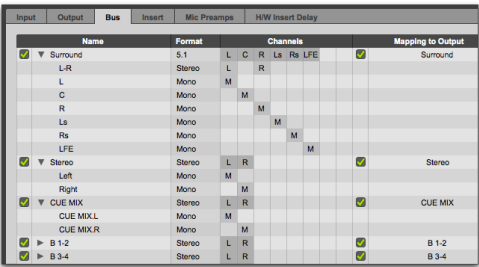 Input Output Bus Insert Mic Preamps H/W Insert Delay
Name Format Channels Mapping to Output
Surround 5.1 L C R Ls Rs LFE Surround
L-R Stereo L R
L Mono M
C Mono M
R Mono M
Ls Mono M
Rs Mono M
LFE Mono M
Stereo Stereo L R Stereo
Left Mono M
Right Mono M
CUE MIX Stereo L R CUE MIX
CUE MIX.L Mono M
CUE MIX.R Mono M
B 1-2 Stereo L R B 1-2
B 3-4 Stereo L R B 3-4